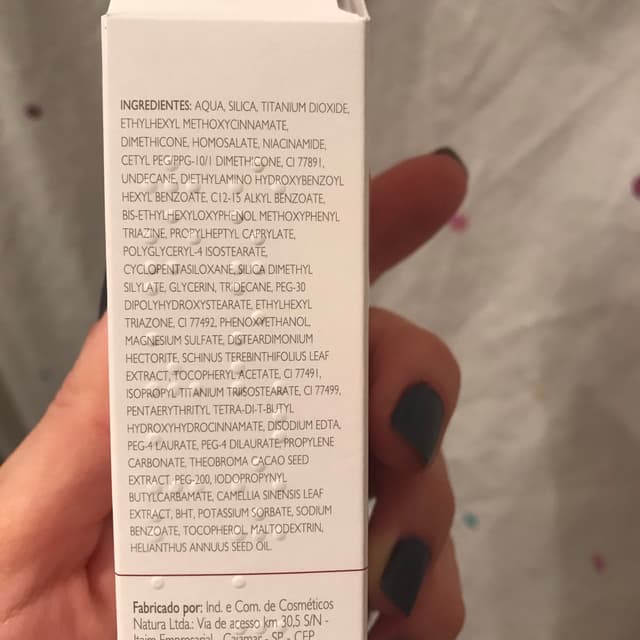 INGREDIENTES: AQUA, SILICA, TITANIUM DIOXIDE,
ETHYLHEXYL METHOXYCINNAMATE,
DIMETHICONE, HOMOSALATE, NIACINAMIDE,
CETYL PEG/PPG-10/1 DIMETHICONE, CI 77891,
UNDECANE, DIETHYLAMINO HYDROXYBENZOYL
HEXYL BENZOATE, C12-15 ALKYL BENZOATE,
BIS-ETHYLHEXYLOXYPHENOL METHOXYPHENYL
TRIAZINE, PROPYLHEPTYL CAPRYLATE,
POLYGLYCERYL-4 ISOSTEARATE,
CYCLOPENTASILOXANE, SILICA DIMETHYL
SILYLATE, GLYCERIN, TRIDECANE, PEG-30
DIPOLYHYDROXYSTEARATE, ETHYLHEXYL
TRIAZONE, CI 77492, PHENOXYETHANOL,
MAGNESIUM SULFATE, DISTEARDIMONIUM
HECTORITE, SCHINUS TEREBINTHIFOLIUS LEAF
EXTRACT, TOCOPHERYL ACETATE, CI 77491,
ISOPROPYL TITANIUM TRIISOSTEARATE, CI 77499,
PENTAERYTHRITYL TETRA-DI-T-BUTYL
HYDROXYHYDROCINNAMATE, DISODIUM EDTA,
PEG-4 LAURATE, PEG-4 DILAURATE, PROPYLENE
CARBONATE, THEOBROMA CACAO SEED
EXTRACT, PEG-200, IODOPROPYNYL
BUTYLCARBAMATE, CAMELLIA SINENSIS LEAF
EXTRACT, BHT, POTASSIUM SORBATE, SODIUM
BENZOATE, TOCOPHEROL, MALTODEXTRIN,
HELIANTHUS ANNUUS SEED OIL.
Fabricado por: Ind. e Com. de Cosméticos
Natura Ltda.: Via de acesso km 30,5 S/N -
Itaim Empresarial - Cajamar - SP - CEP